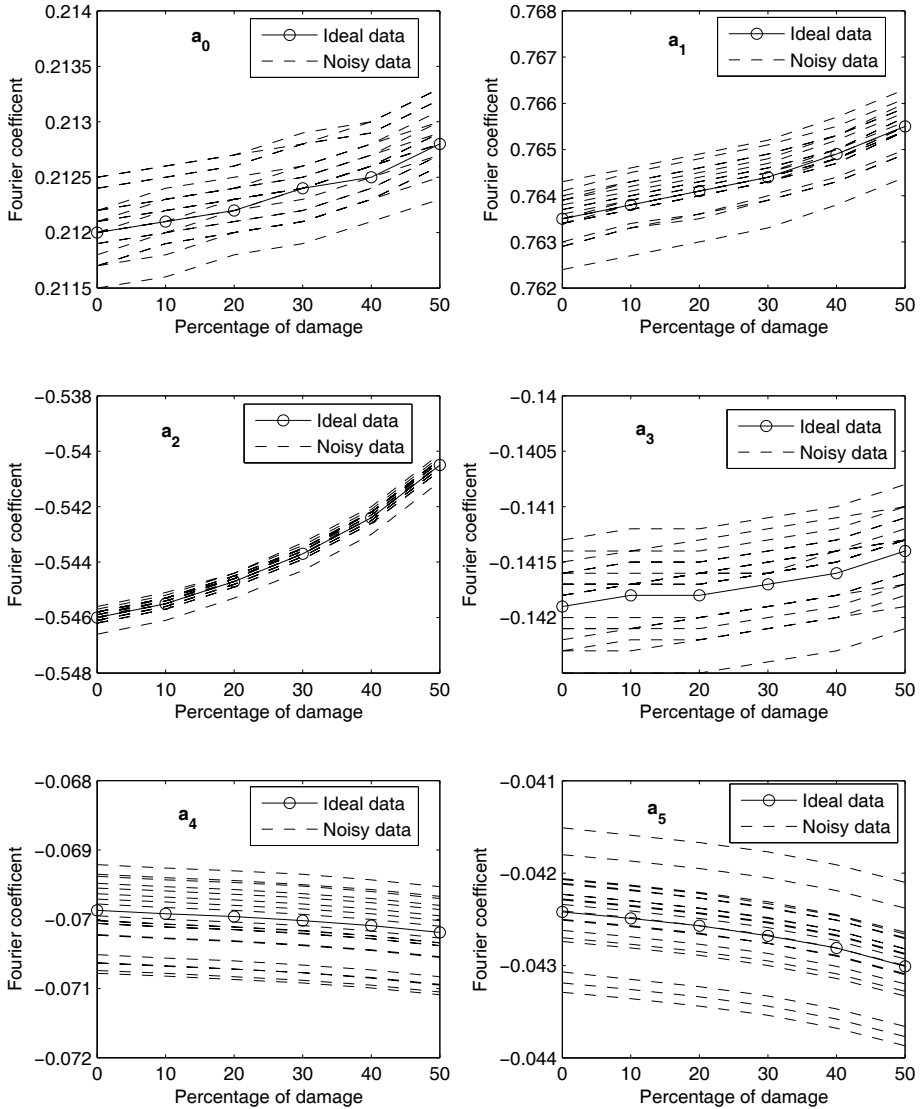 0.214
0.2135
0.213
0.2125
0.212
0.2115
0 10 20 30 40 50
Percentage of damage
Fourier coefficent
a0
Ideal data
Noisy data
0.768
0.767
0.766
0.765
0.764
0.763
0.762
0 10 20 30 40 50
Percentage of damage
Fourier coefficent
a1
Ideal data
Noisy data
−0.538
−0.54
−0.542
−0.544
−0.546
−0.548
0 10 20 30 40 50
Percentage of damage
Fourier coefficent
a2
Ideal data
Noisy data
−0.14
−0.1405
−0.141
−0.1415
−0.142
0 10 20 30 40 50
Percentage of damage
Fourier coefficent
a3
Ideal data
Noisy data
−0.068
−0.069
−0.07
−0.071
−0.072
0 10 20 30 40 50
Percentage of damage
Fourier coefficent
a4
Ideal data
Noisy data
−0.041
−0.042
−0.043
−0.044
0 10 20 30 40 50
Percentage of damage
Fourier coefficent
a5
Ideal data
Noisy data